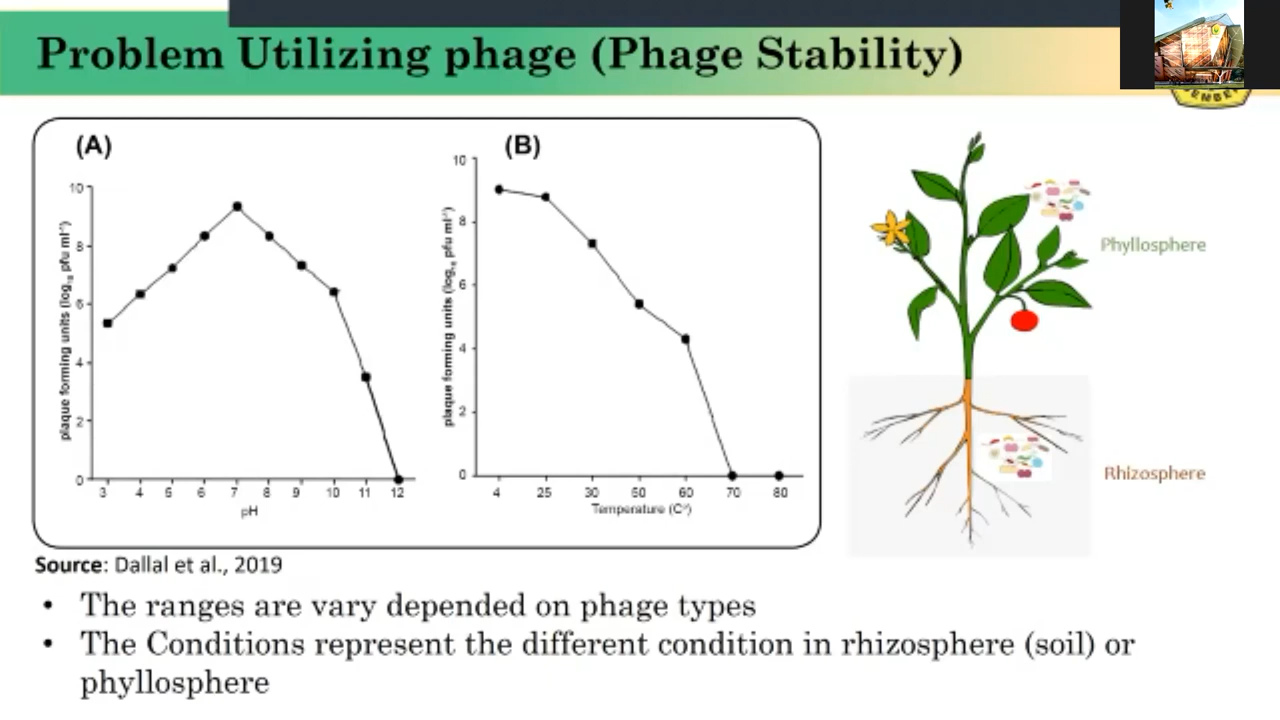 Problem Utilizing phage (Phage Stability)
(A)
10
8
6
4
2
0
plaque forming units (log₁₀ pfu ml⁻¹)
3 4 5 6 7 8 9 10 11 12
pH
(B)
10
8
6
4
2
0
plaque forming units (log₁₀ pfu ml⁻¹)
4 25 30 50 60 70 80
Temperature (C°)
Phyllosphere
Rhizosphere
Source: Dallal et al., 2019
• The ranges are vary depended on phage types
• The Conditions represent the different condition in rhizosphere (soil) or
phyllosphere